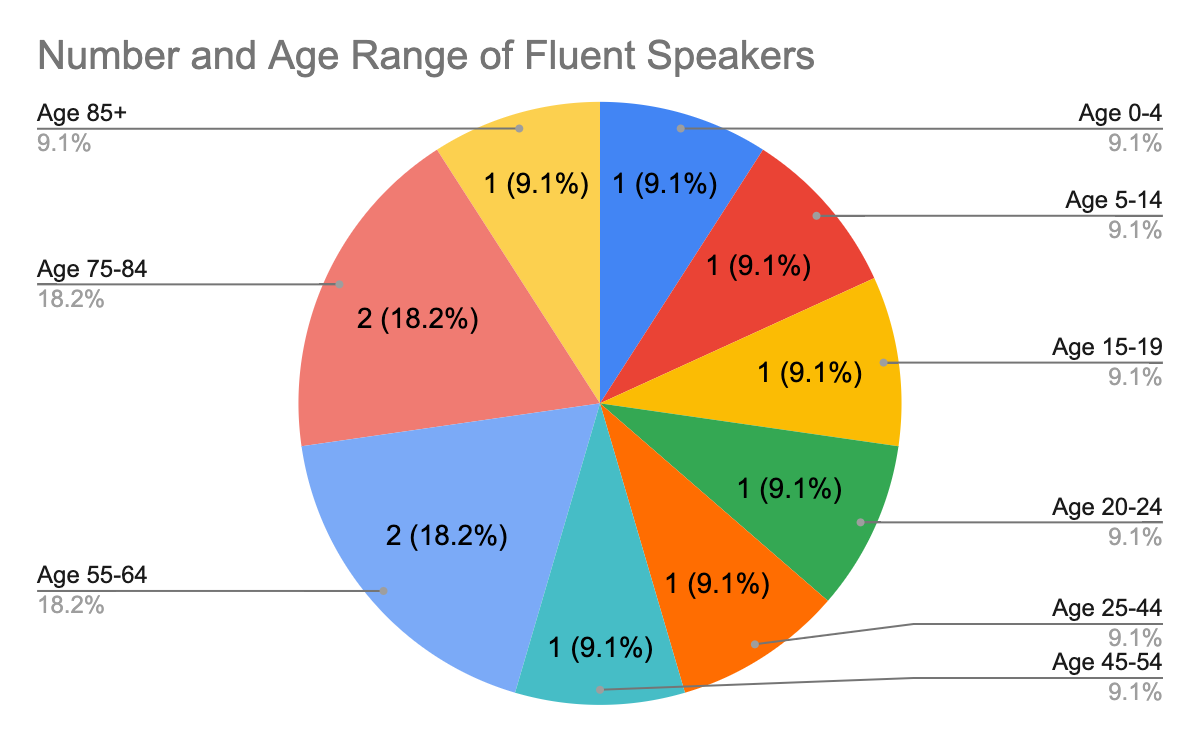 Number and Age Range of Fluent Speakers
Age 85+
9.1%
Age 0-4
9.1%
1 (9.1%)
1 (9.1%)
Age 5-14
9.1%
1 (9.1%)
Age 75-84
18.2%
2 (18.2%)
Age 15-19
9.1%
1 (9.1%)
Age 20-24
9.1%
1 (9.1%)
2 (18.2%)
Age 55-64
18.2%
1 (9.1%)
Age 25-44
9.1%
1 (9.1%)
Age 45-54
9.1%